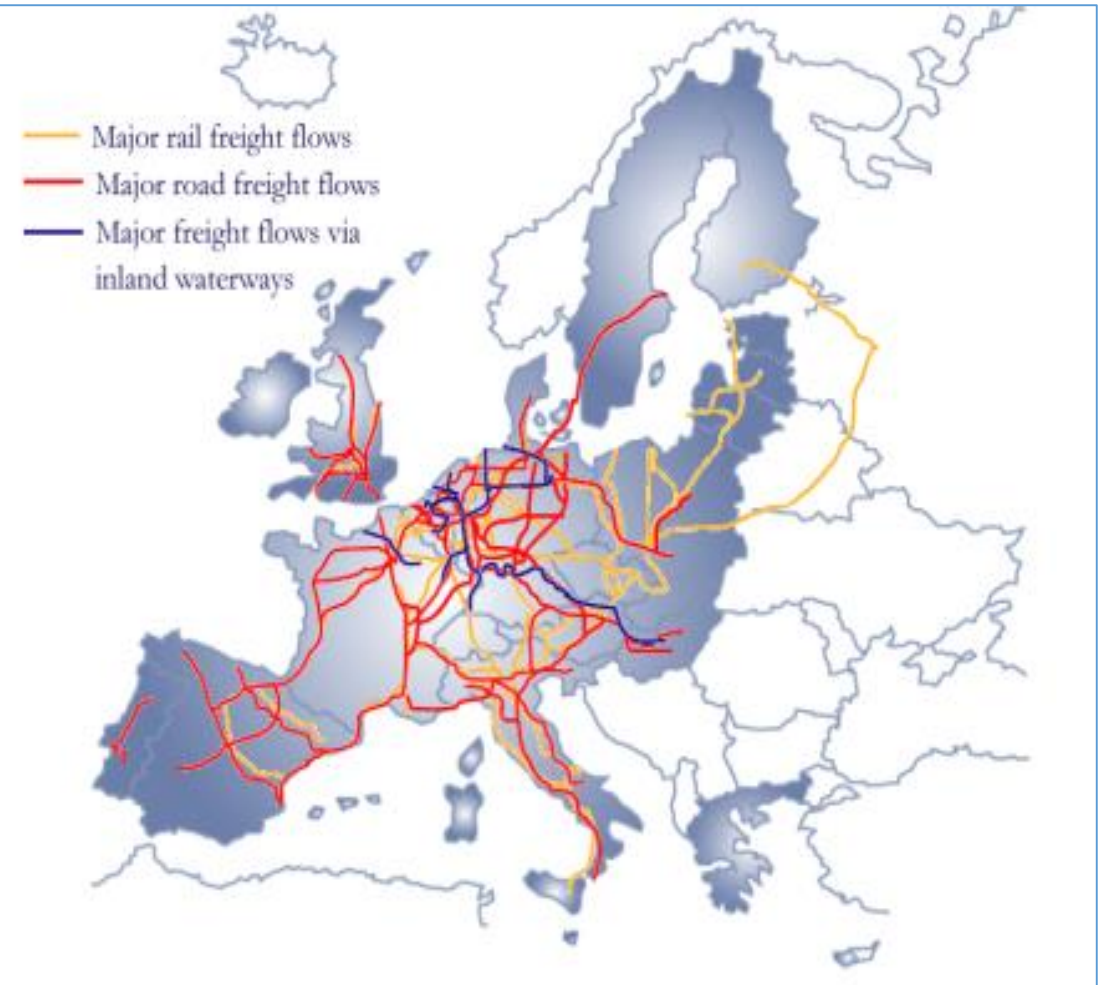 Major rail freight flows
Major road freight flows
Major freight flows via
inland waterways